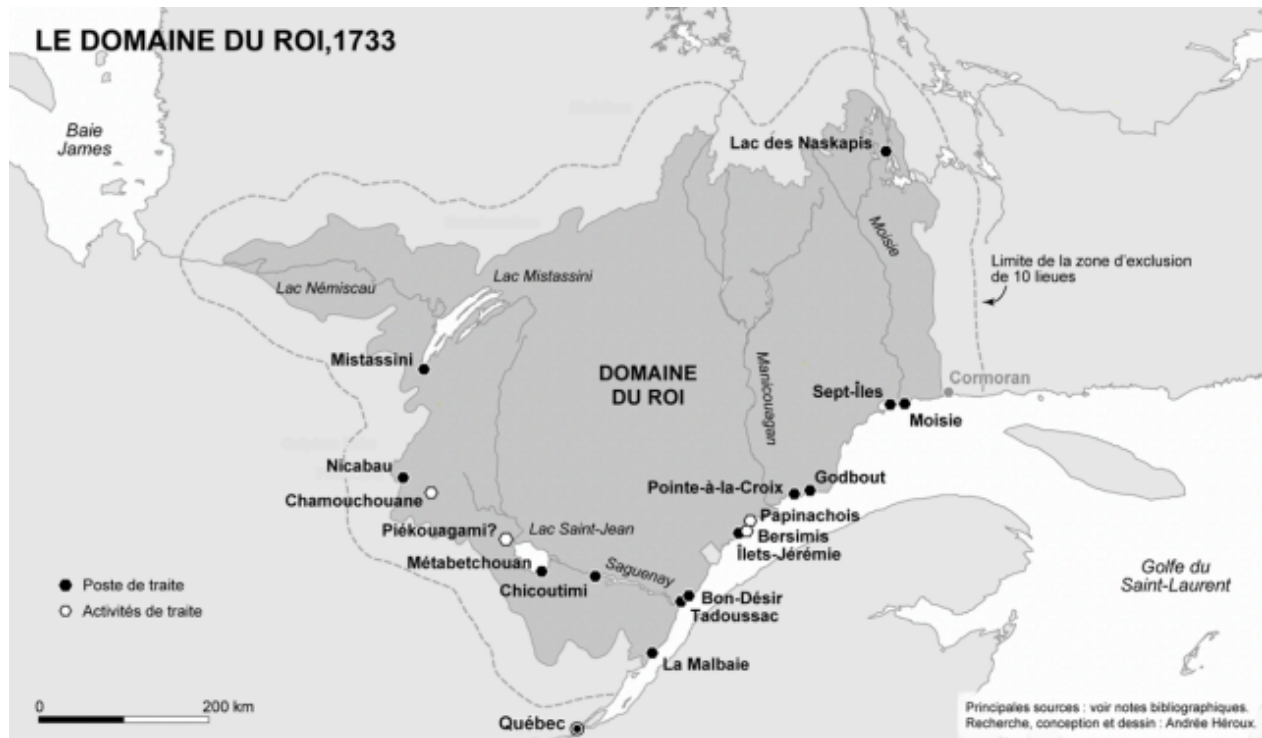 LE DOMAINE DU ROI,1733
Baie
James
Lac des Naskapis
Moisie
Limite de la zone d'exclusion
de 10 lieues
Lac Mistassini
Lac Némiscau
Mistassini
DOMAINE
DU ROI
Manicouagan
Cormoran
Sept-Îles
Moisie
Nicabau
Chamouchouane
Pointe-à-la-Croix
Godbout
Papinachois
Bersimis
Îlets-Jérémie
Piékouagami?
Lac Saint-Jean
Métabetchouan
Chicoutimi
Saguenay
Golfe du
Saint-Laurent
Poste de traite
Activités de traite
Bon-Désir
Tadoussac
La Malbaie
0 200 km
Québec
Principales sources : voir notes bibliographiques.
Recherche, conception et dessin : Andrée Héroux.